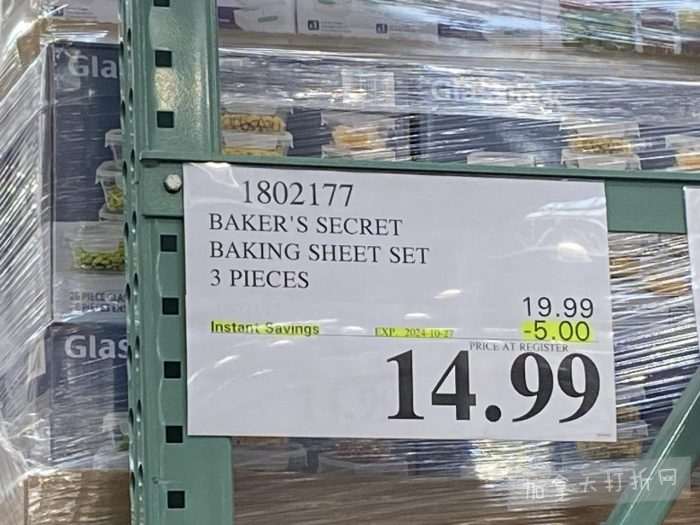 Glas
Glasslock
1802177
BAKER'S SECRET
BAKING SHEET SET
3 PIECES
19.99
Instant Savings EXP. 2024-10-27 -5.00
PRICE AT REGISTER
14.99
Glas
加拿大打折网